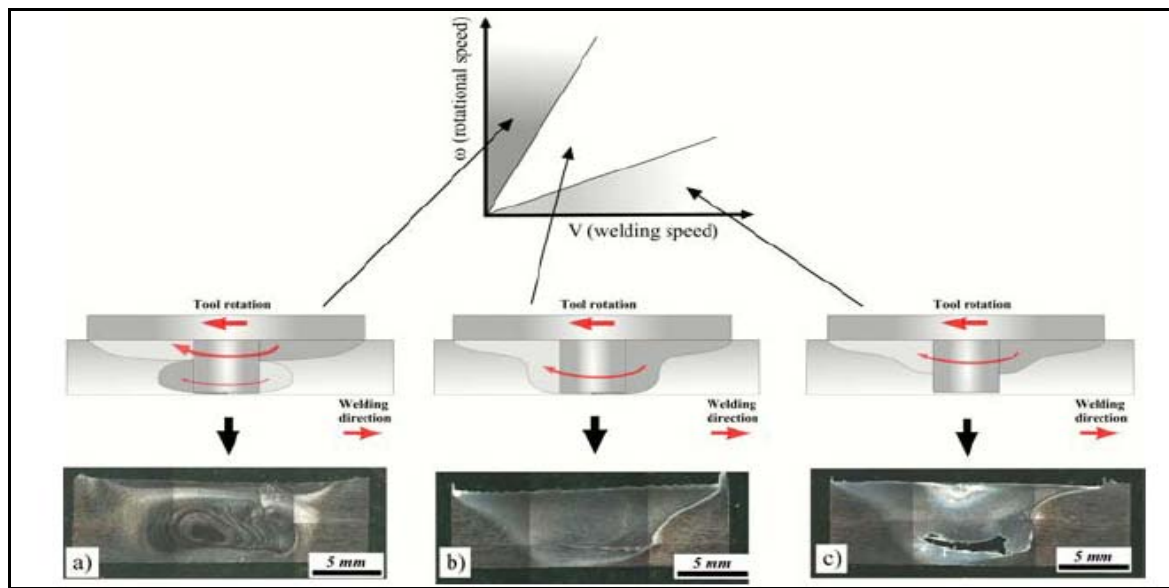 ω (rotational speed)
V (welding speed)
Tool rotation
Tool rotation
Tool rotation
Welding
direction
Welding
direction
Welding
direction
a)
5 mm
b)
5 mm
c)
5 mm